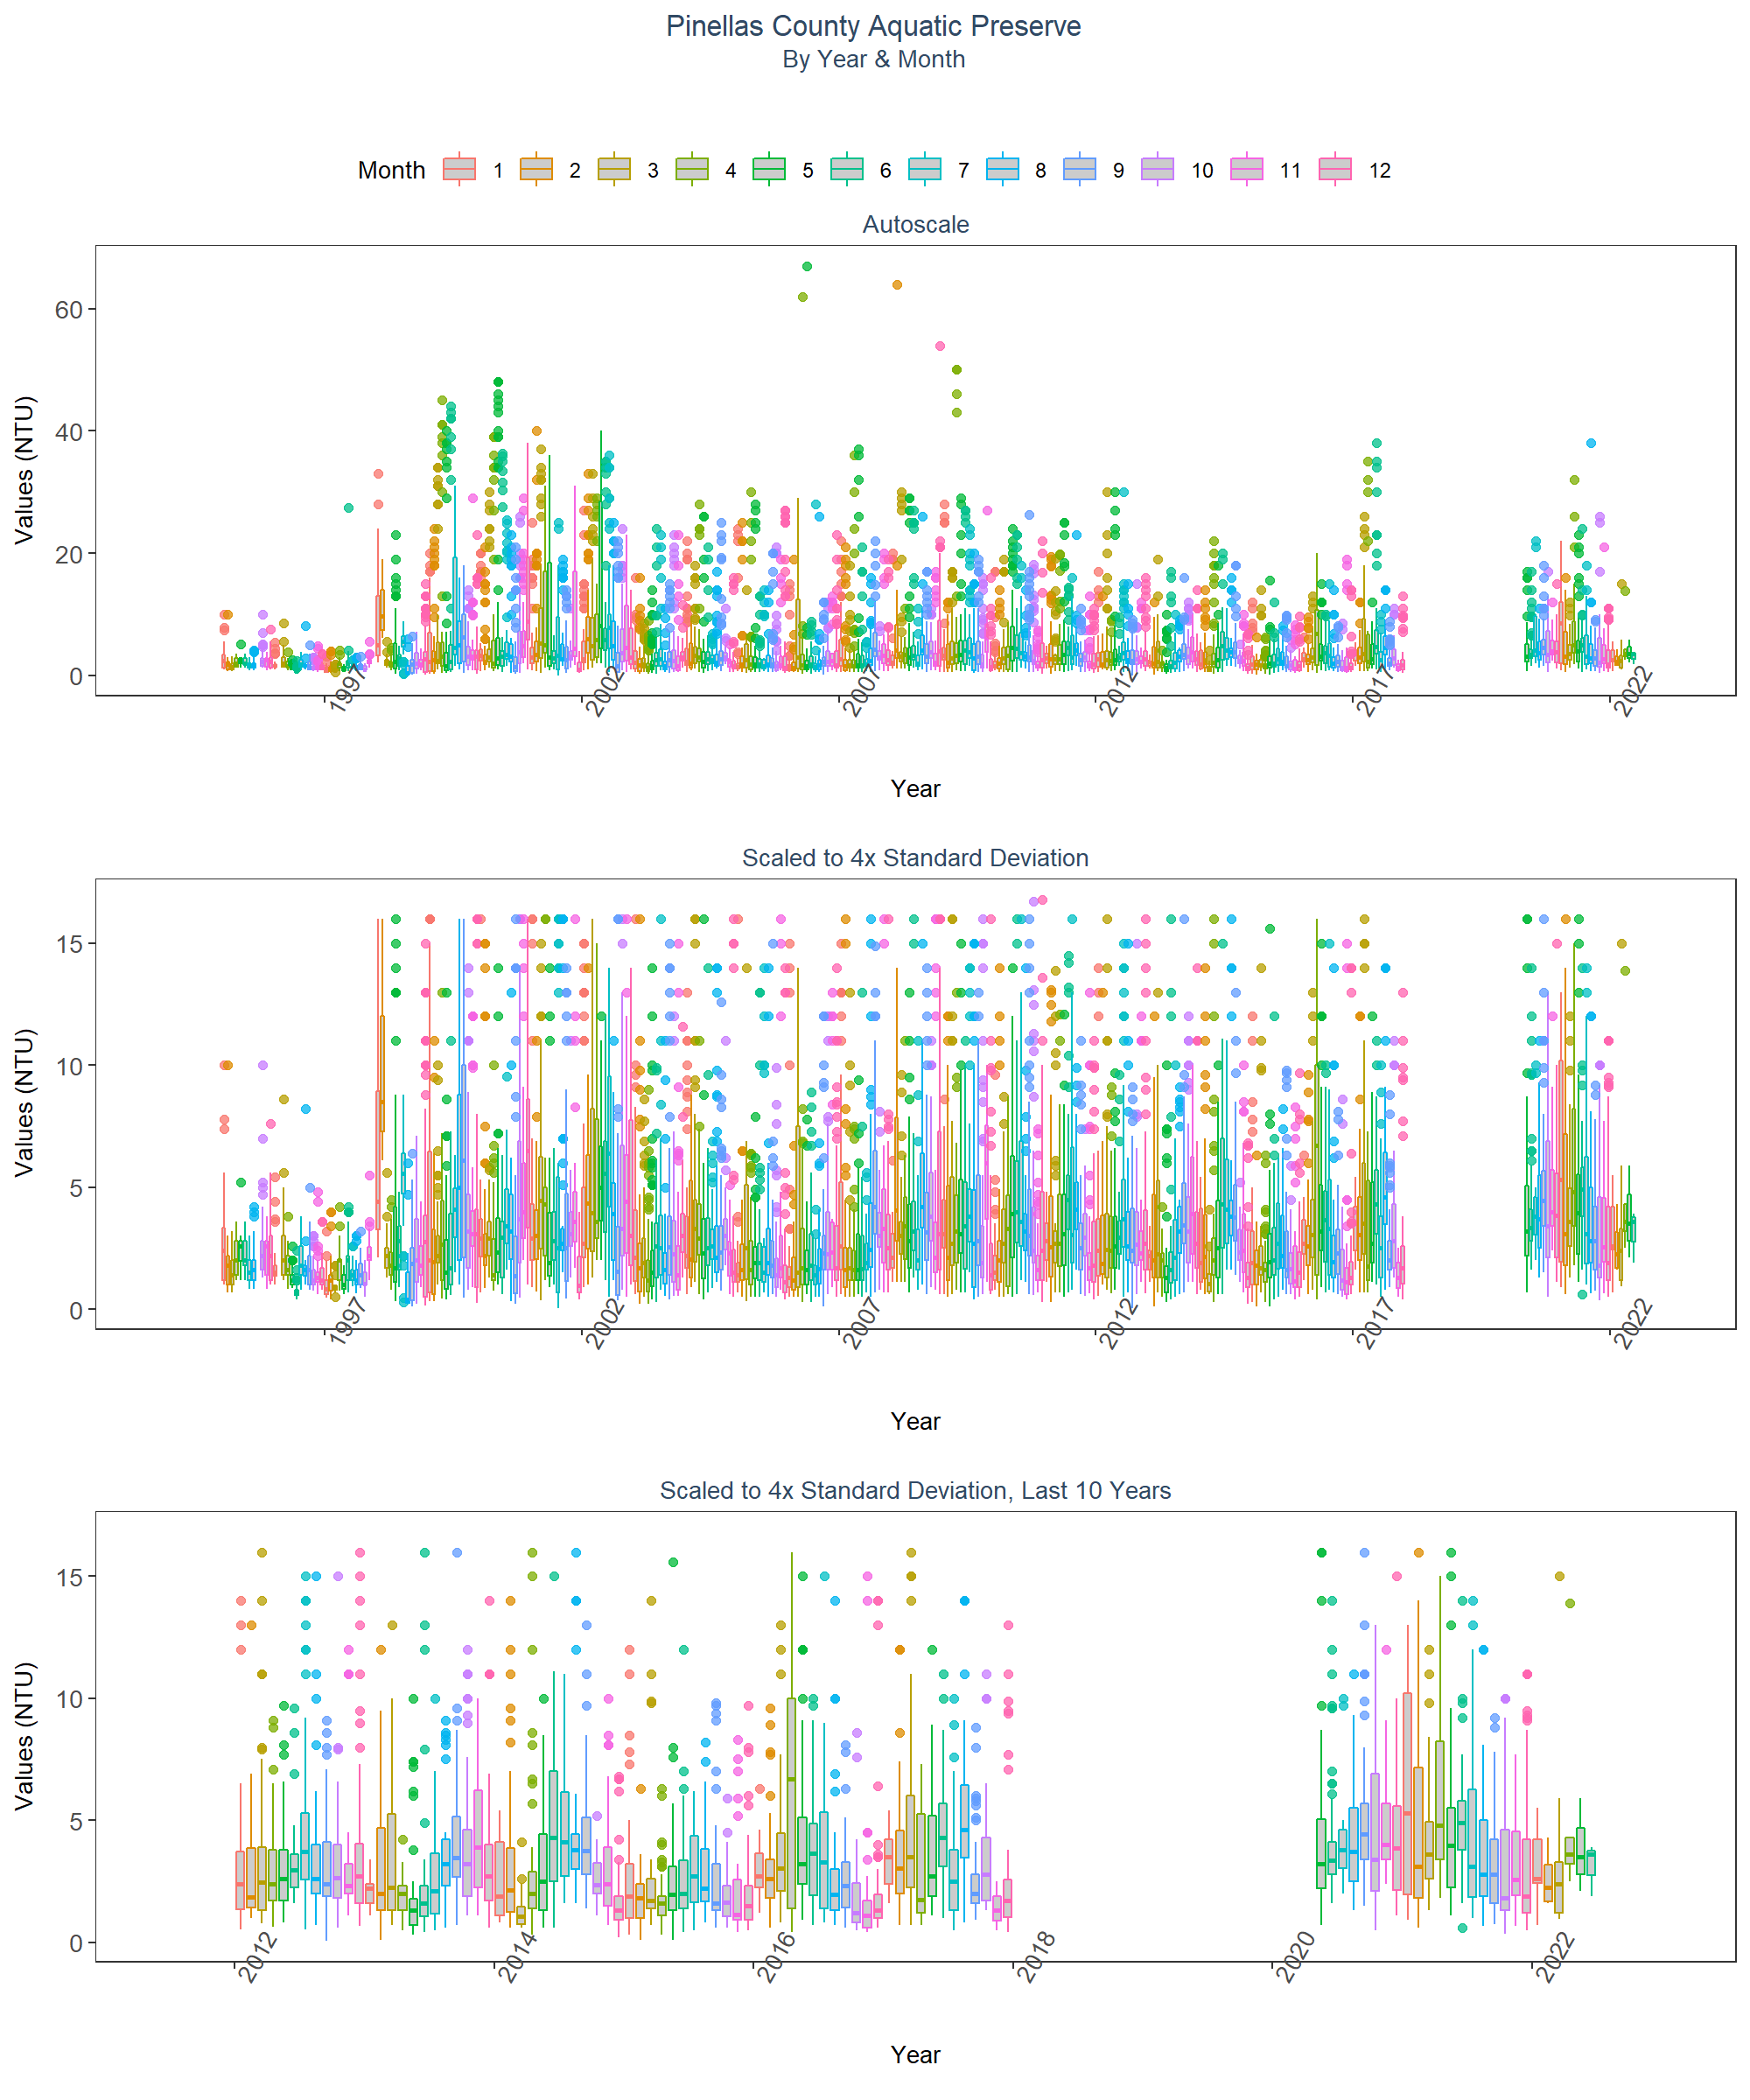 Pinellas County Aquatic Preserve
By Year & Month
Month 1 2 3 4 5 6 7 8 9 10 11 12
Autoscale
Values (NTU)
60
40
20
0
1997 2002 2007 2012 2017 2022
Year
Scaled to 4x Standard Deviation
Values (NTU)
15
10
5
0
1997 2002 2007 2012 2017 2022
Year
Scaled to 4x Standard Deviation, Last 10 Years
Values (NTU)
15
10
5
0
2012 2014 2016 2018 2020 2022
Year